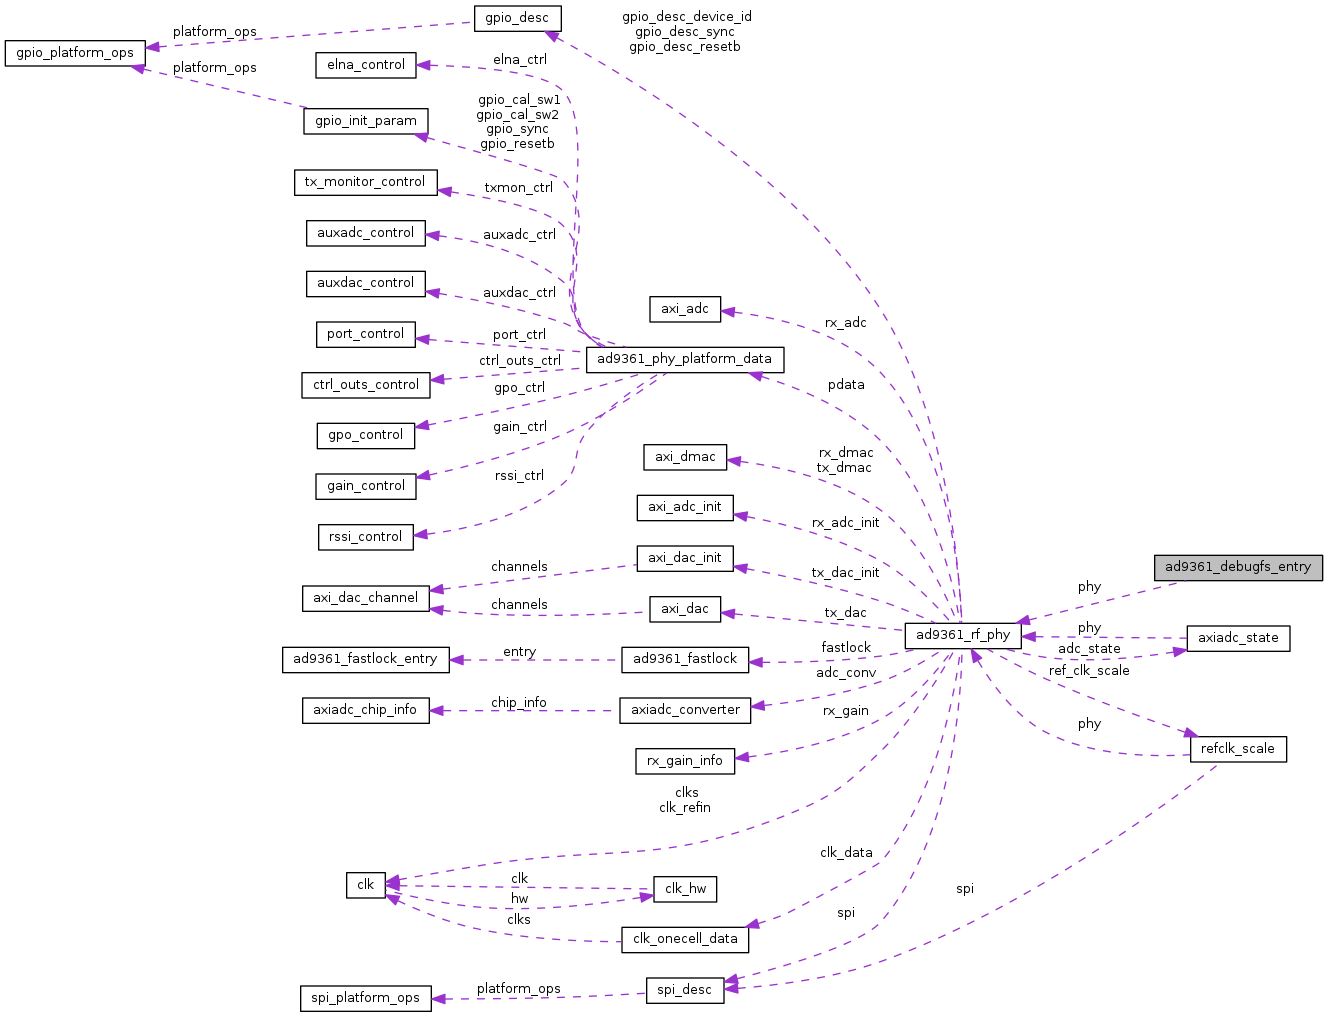 gpio_desc
gpio_desc_device_id
gpio_desc_sync
gpio_desc_resetb
platform_ops
gpio_platform_ops
elna_control
elna_ctrl
platform_ops
gpio_cal_sw1
gpio_cal_sw2
gpio_sync
gpio_resetb
gpio_init_param
tx_monitor_control
txmon_ctrl
auxadc_control
auxadc_ctrl
auxdac_control
auxdac_ctrl
axi_adc
rx_adc
port_control
port_ctrl
ad9361_phy_platform_data
ctrl_outs_ctrl
ctrl_outs_control
pdata
gpo_ctrl
gpo_control
gain_ctrl
axi_dmac
rx_dmac
tx_dmac
rssi_ctrl
gain_control
axi_adc_init
rx_adc_init
rssi_control
axi_dac_init
channels
tx_dac_init
ad9361_debugfs_entry
phy
axi_dac_channel
channels
axi_dac
tx_dac
ad9361_rf_phy
phy
axiadc_state
adc_state
fastlock
ad9361_fastlock_entry
entry
ad9361_fastlock
ref_clk_scale
adc_conv
axiadc_chip_info
chip_info
axiadc_converter
rx_gain
phy
refclk_scale
rx_gain_info
clks
clk_refin
clk_data
clk
clk
clk_hw
hw
spi
clks
spi
clk_onecell_data
spi_platform_ops
platform_ops
spi_desc